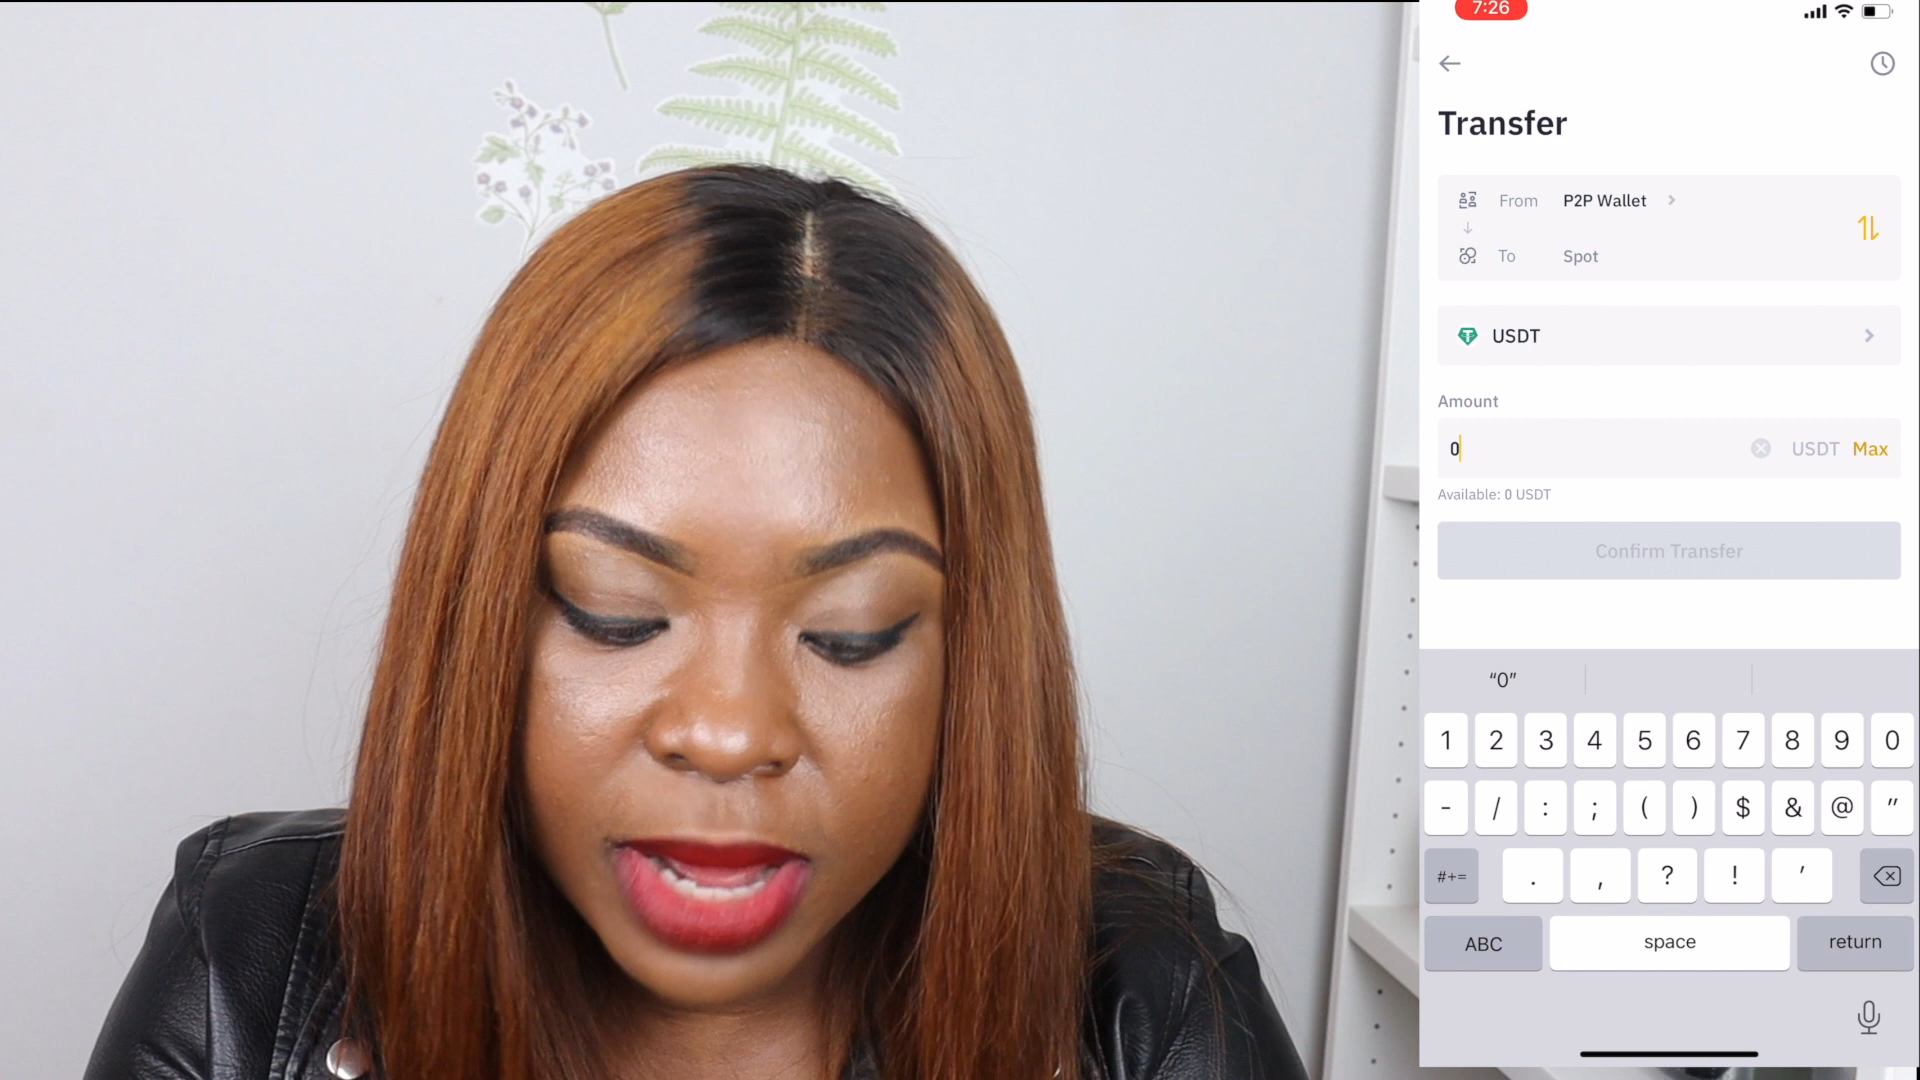 7:26
Transfer
From P2P Wallet
To Spot
USDT
Amount
0 USDT Max
Available: 0 USDT
Confirm Transfer
“0”
1 2 3 4 5 6 7 8 9 0
- / : ; ( ) $ & @ "
#+= . , ? ! '
ABC space return